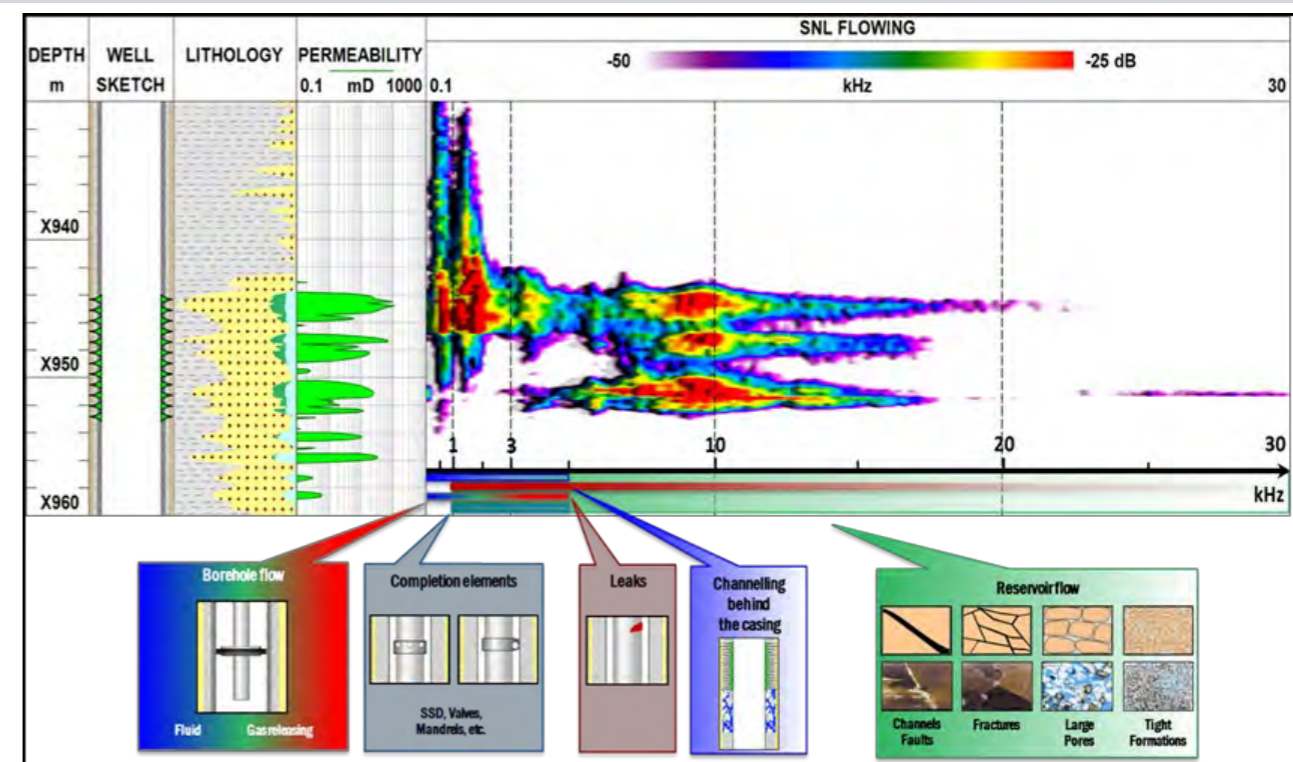 SNL FLOWING
DEPTH WELL LITHOLOGY PERMEABILITY
-50 -25 dB
m SKETCH 0.1 mD 1000 0.1 kHz 30
X940
X950
1 3 10 20 30
X960
kHz
Borehole flow
Fluid Gas releasing
Completion elements
SSD, Valves,
Mandrels, etc.
Leaks
Channelling
behind
the casing
Reservoir flow
Channels
Faults
Fractures
Large
Pores
Tight
Formations